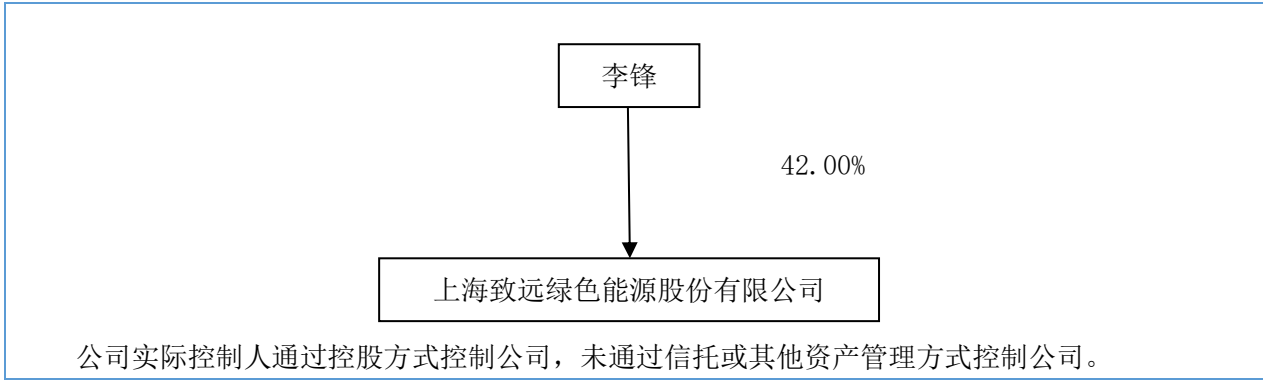 李锋
42.00%
上海致远绿色能源股份有限公司
公司实际控制人通过控股方式控制公司，未通过信托或其他资产管理方式控制公司。